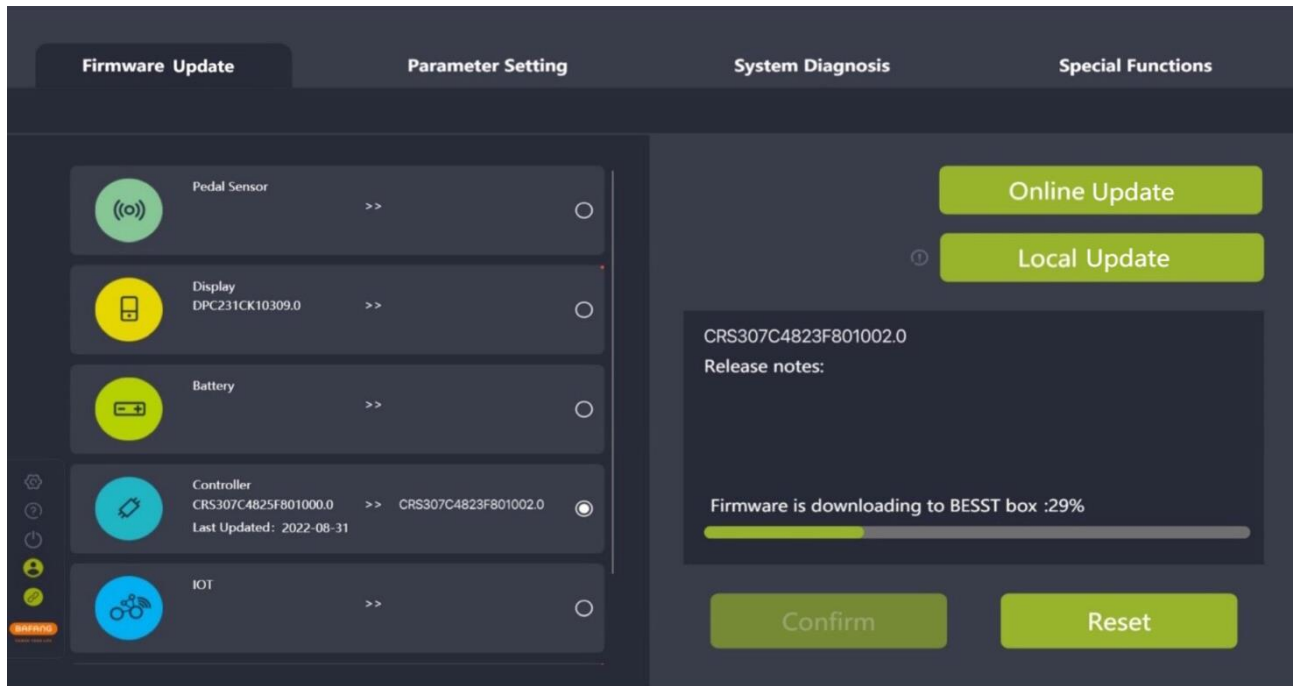 Firmware Update
Parameter Setting
System Diagnosis
Special Functions
Pedal Sensor
>>
Display
DPC231CK10309.0 >>
Battery
>>
Controller
CRS307C4825F801000.0 >> CRS307C4823F801002.0
Last Updated: 2022-08-31
IOT
>>
BAFANG
Online Update
Local Update
CRS307C4823F801002.0
Release notes:
Firmware is downloading to BESST box :29%
Confirm
Reset